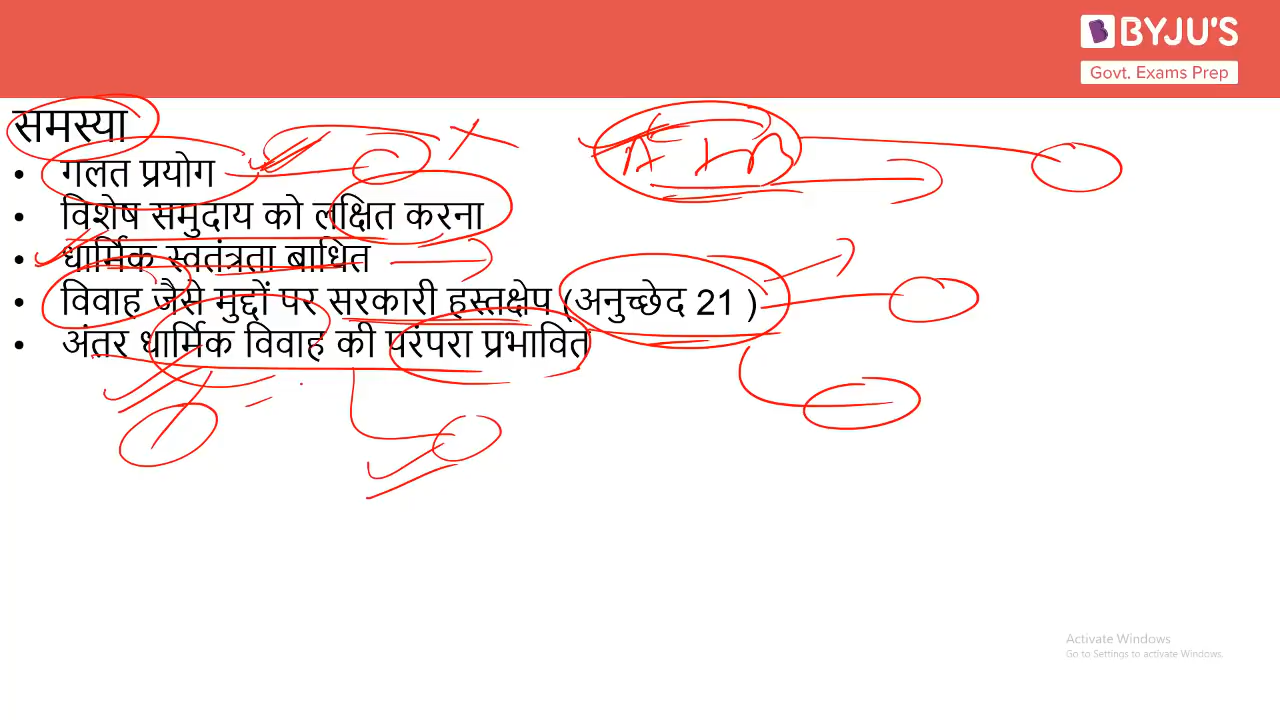 BYJU'S
Govt. Exams Prep
समस्या
• गलत प्रयोग
• विशेष समुदाय को लक्षित करना
• धार्मिक स्वतंत्रता बाधित
• विवाह जैसे मुद्दों पर सरकारी हस्तक्षेप (अनुच्छेद 21 )
• अंतर धार्मिक विवाह की परंपरा प्रभावित
Activate Windows
Go to Settings to activate Windows.